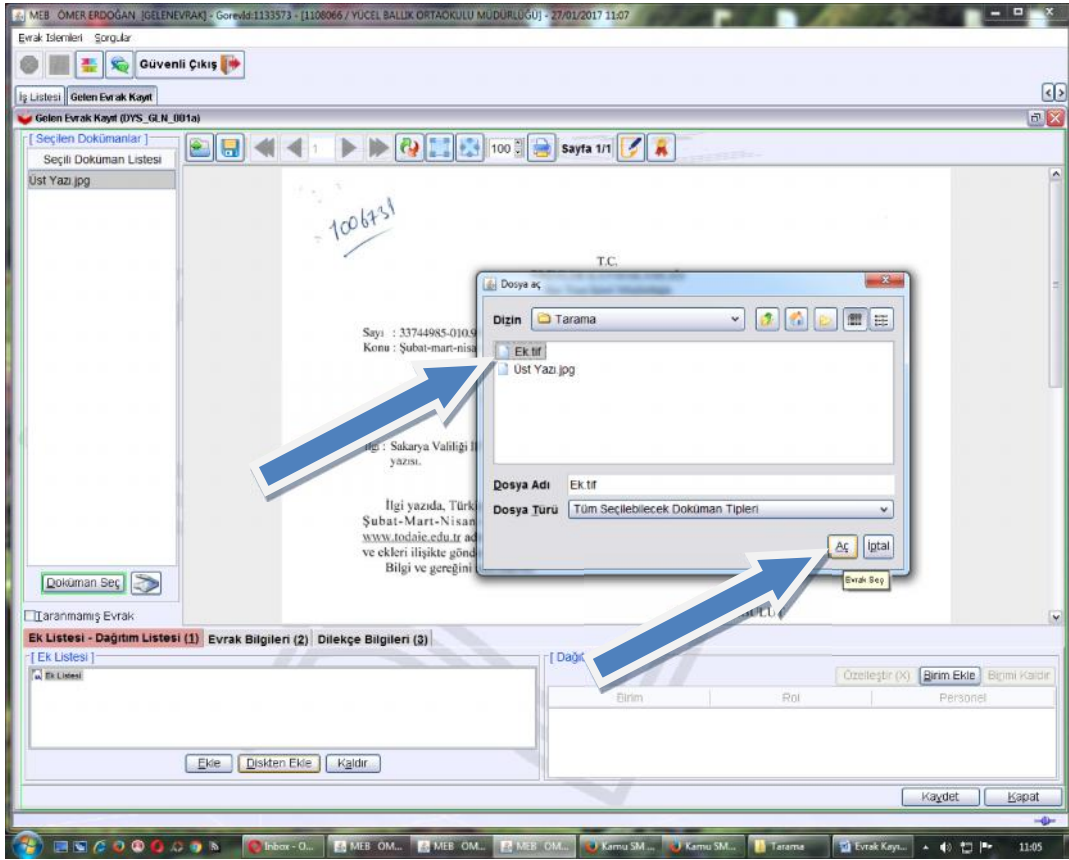 MEB ÖMER ERDOĞAN [GELENEVRAK] - GorevId:1133573 - [1108066 / YÜCEL BALLIK ORTAOKULU MÜDÜRLÜĞÜ] - 27/01/2017 11:07
Evrak İslemleri Sorgular
Güvenli Çıkış
İş Listesi Gelen Evrak Kayıt
Gelen Evrak Kayıt (DYS_GLN_001a)
[ Seçilen Dokümanlar ]
Seçili Doküman Listesi
Üst Yazı.jpg
1 100 Sayfa 1/1
1006731
T.C.
Sayı : 33744985-010.9
Konu : Şubat-mart-nisa
: Sakarya Valiliği İl
yazısı.
İlgi yazıda, Türk
Şubat-Mart-Nisan
www.todaie.edu.tr ad
ve ekleri ilişikte gönd
Bilgi ve gereğini
Dosya aç
Dizin Tarama
Ek.tif
Üst Yazı.jpg
Dosya Adı Ek.tif
Dosya Türü Tüm Seçilebilecek Doküman Tipleri
Aç İptal
Evrak Seç
Doküman Seç
Taranmamış Evrak
Ek Listesi - Dağıtım Listesi (1) Evrak Bilgileri (2) Dilekçe Bilgileri (3)
[ Ek Listesi ]
Ek Listesi
[ Dağı
Özelleştir (X) Birim Ekle Birimi Kaldır
Birim Rol Personel
Ekle Diskten Ekle Kaldır
Kaydet Kapat
Inbox - O... MEB ÖM... MEB ÖM... MEB ÖM... Kamu SM ... Kamu SM... Tarama Evrak Kayı... 11:05